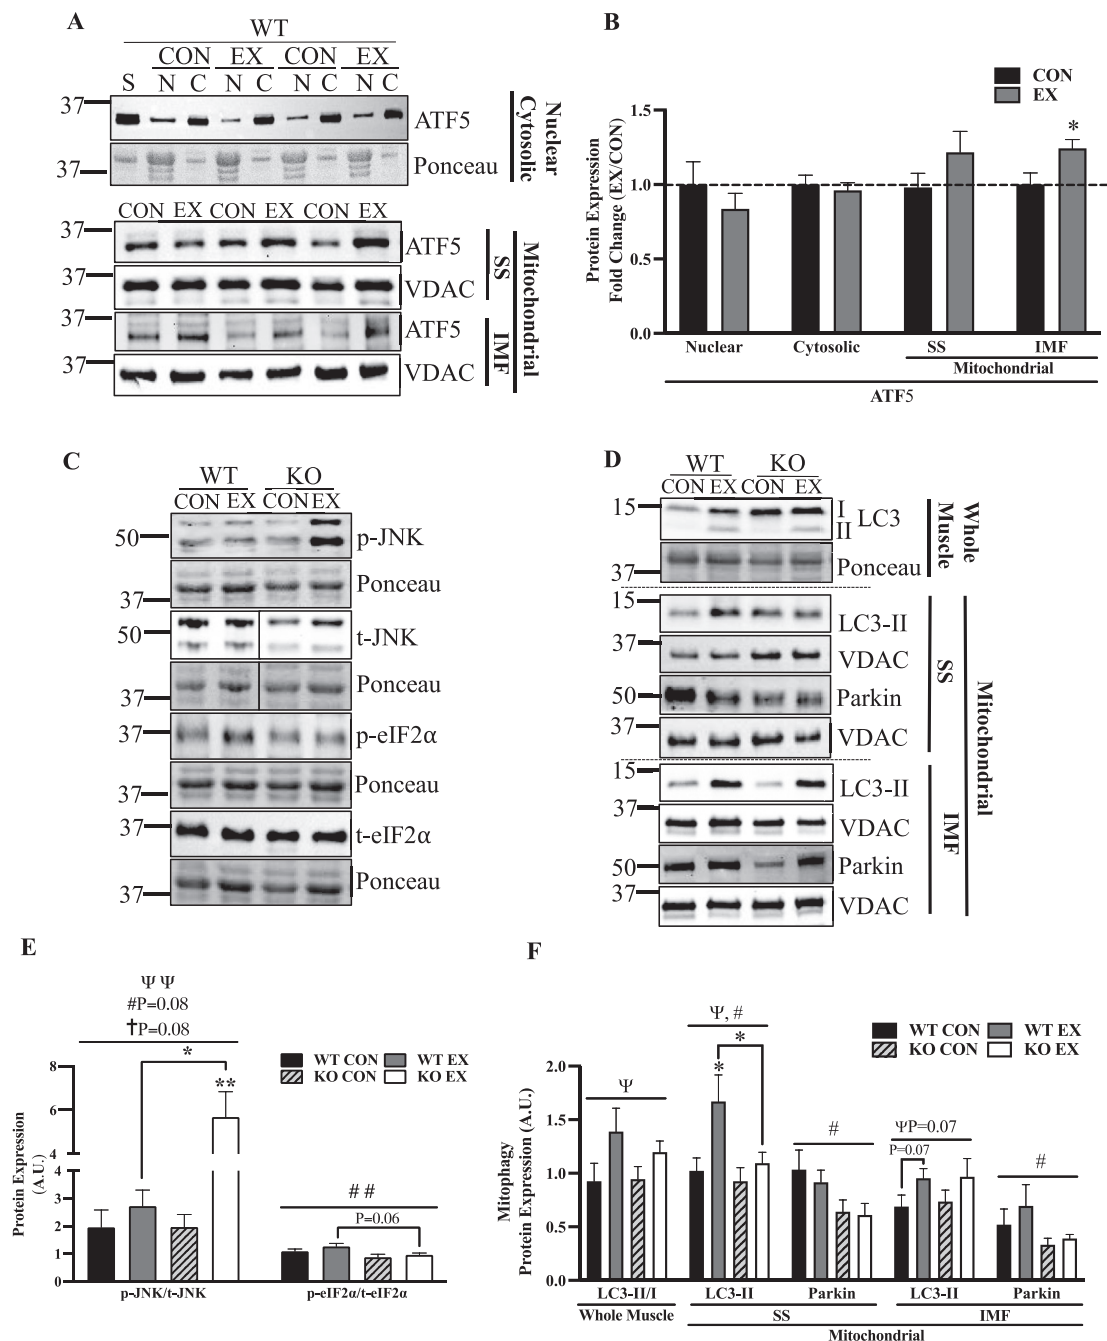 A
WT
CON EX CON EX
S N C N C N C N C
37
ATF5
37
Ponceau
Nuclear
Cytosolic
CON EX CON EX CON EX
37
ATF5
37
VDAC
SS
37
ATF5
37
VDAC
IMF
Mitochondrial
B
CON
EX
Protein Expression
Fold Change (EX/CON)
1.5
*
1.0
0.5
0.0
Nuclear Cytosolic SS IMF
Mitochondrial
ATF5
C
WT KO
CON EX CON EX
50 p-JNK
37 Ponceau
50 t-JNK
37 Ponceau
37 p-eIF2α
37 Ponceau
37 t-eIF2α
37 Ponceau
D
WT KO
CON EX CON EX
15 I LC3
II
37 Ponceau
Whole
Muscle
15 LC3-II
37 VDAC
50 Parkin
37 VDAC
SS
15 LC3-II
37 VDAC
50 Parkin
37 VDAC
IMF
Mitochondrial
E
Ψ Ψ
#P=0.08
†P=0.08
*
**
WT CON WT EX
KO CON KO EX
Protein Expression
(A.U.)
8
6
4
4
3
2
1
0
# #
P=0.06
p-JNK/t-JNK p-eIF2α/t-eIF2α
F
WT CON WT EX
KO CON KO EX
Mitophagy
Protein Expression (A.U.)
2.0
1.5
1.0
0.5
0.0
Ψ
Ψ, #
*
*
#
ΨP=0.07
P=0.07
#
LC3-II/I LC3-II Parkin LC3-II Parkin
Whole Muscle SS IMF
Mitochondrial